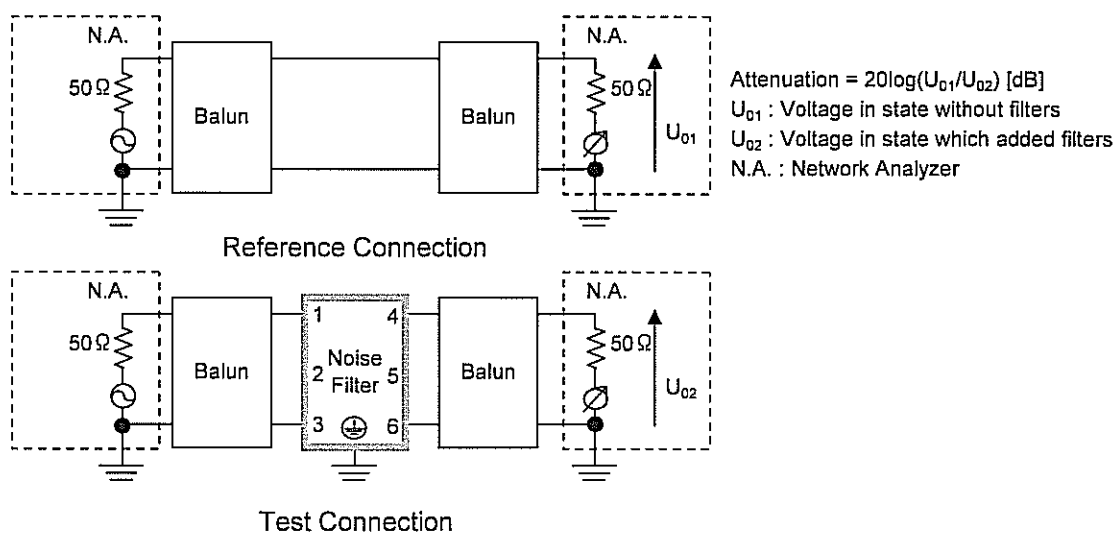 N.A.
50Ω
Balun
Balun
N.A.
50Ω
U01
Attenuation = 20log(U01/U02) [dB]
U01 : Voltage in state without filters
U02 : Voltage in state which added filters
N.A. : Network Analyzer
Reference Connection
N.A.
50Ω
Balun
1 4
2 Noise Filter 5
3 6
Balun
N.A.
50Ω
U02
Test Connection